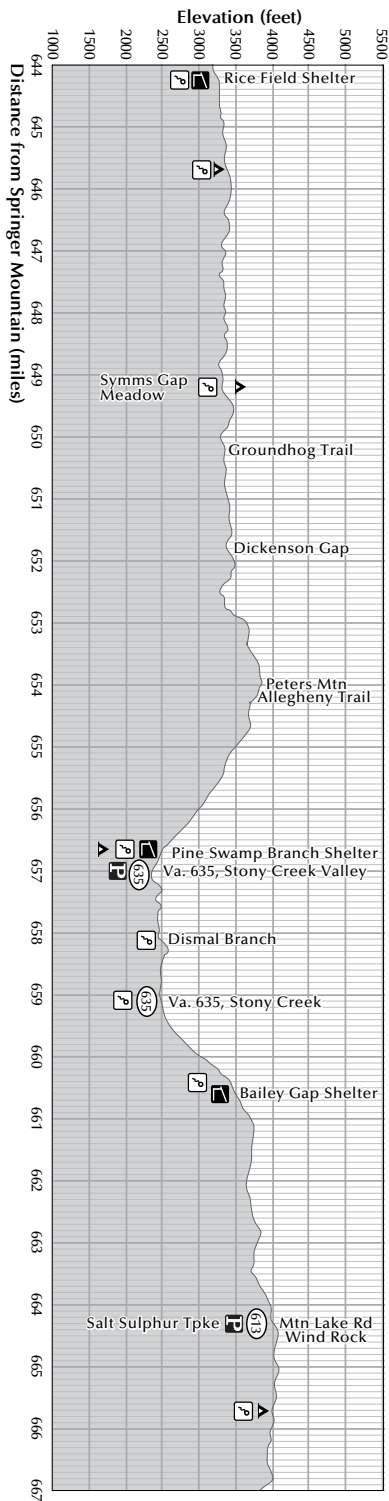 Elevation (feet)
1000
1500
2000
2500
3000
3500
4000
4500
5000
5500
Distance from Springer Mountain (miles)
644
645
646
647
648
649
650
651
652
653
654
655
656
657
658
659
660
661
662
663
664
665
666
667
Rice Field Shelter
Symms Gap
Meadow
Groundhog Trail
Dickenson Gap
Peters Mtn
Allegheny Trail
Pine Swamp Branch Shelter
P
635
Va. 635, Stony Creek Valley
Dismal Branch
635
Va. 635, Stony Creek
Bailey Gap Shelter
Salt Sulphur Tpke
P
613
Mtn Lake Rd
Wind Rock